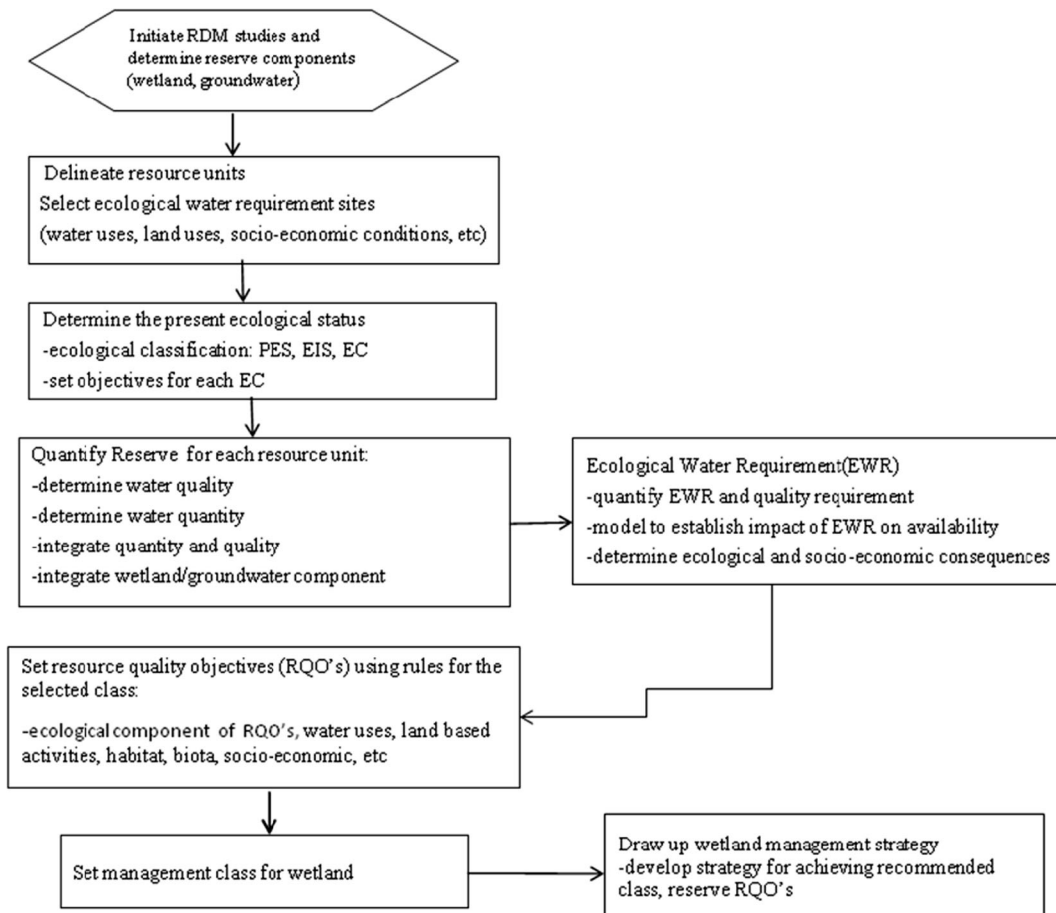 Initiate RDM studies and
determine reserve components
(wetland, groundwater)
Delineate resource units
Select ecological water requirement sites
(water uses, land uses, socio-economic conditions, etc)
Determine the present ecological status
-ecological classification: PES, EIS, EC
-set objectives for each EC
Quantify Reserve for each resource unit:
-determine water quality
-determine water quantity
-integrate quantity and quality
-integrate wetland/groundwater component
Ecological Water Requirement(EWR)
-quantify EWR and quality requirement
-model to establish impact of EWR on availability
-determine ecological and socio-economic consequences
Set resource quality objectives (RQO's) using rules for the
selected class:
-ecological component of RQO's, water uses, land based
activities, habitat, biota, socio-economic, etc
Set management class for wetland
Draw up wetland management strategy
-develop strategy for achieving recommended
class, reserve RQO's